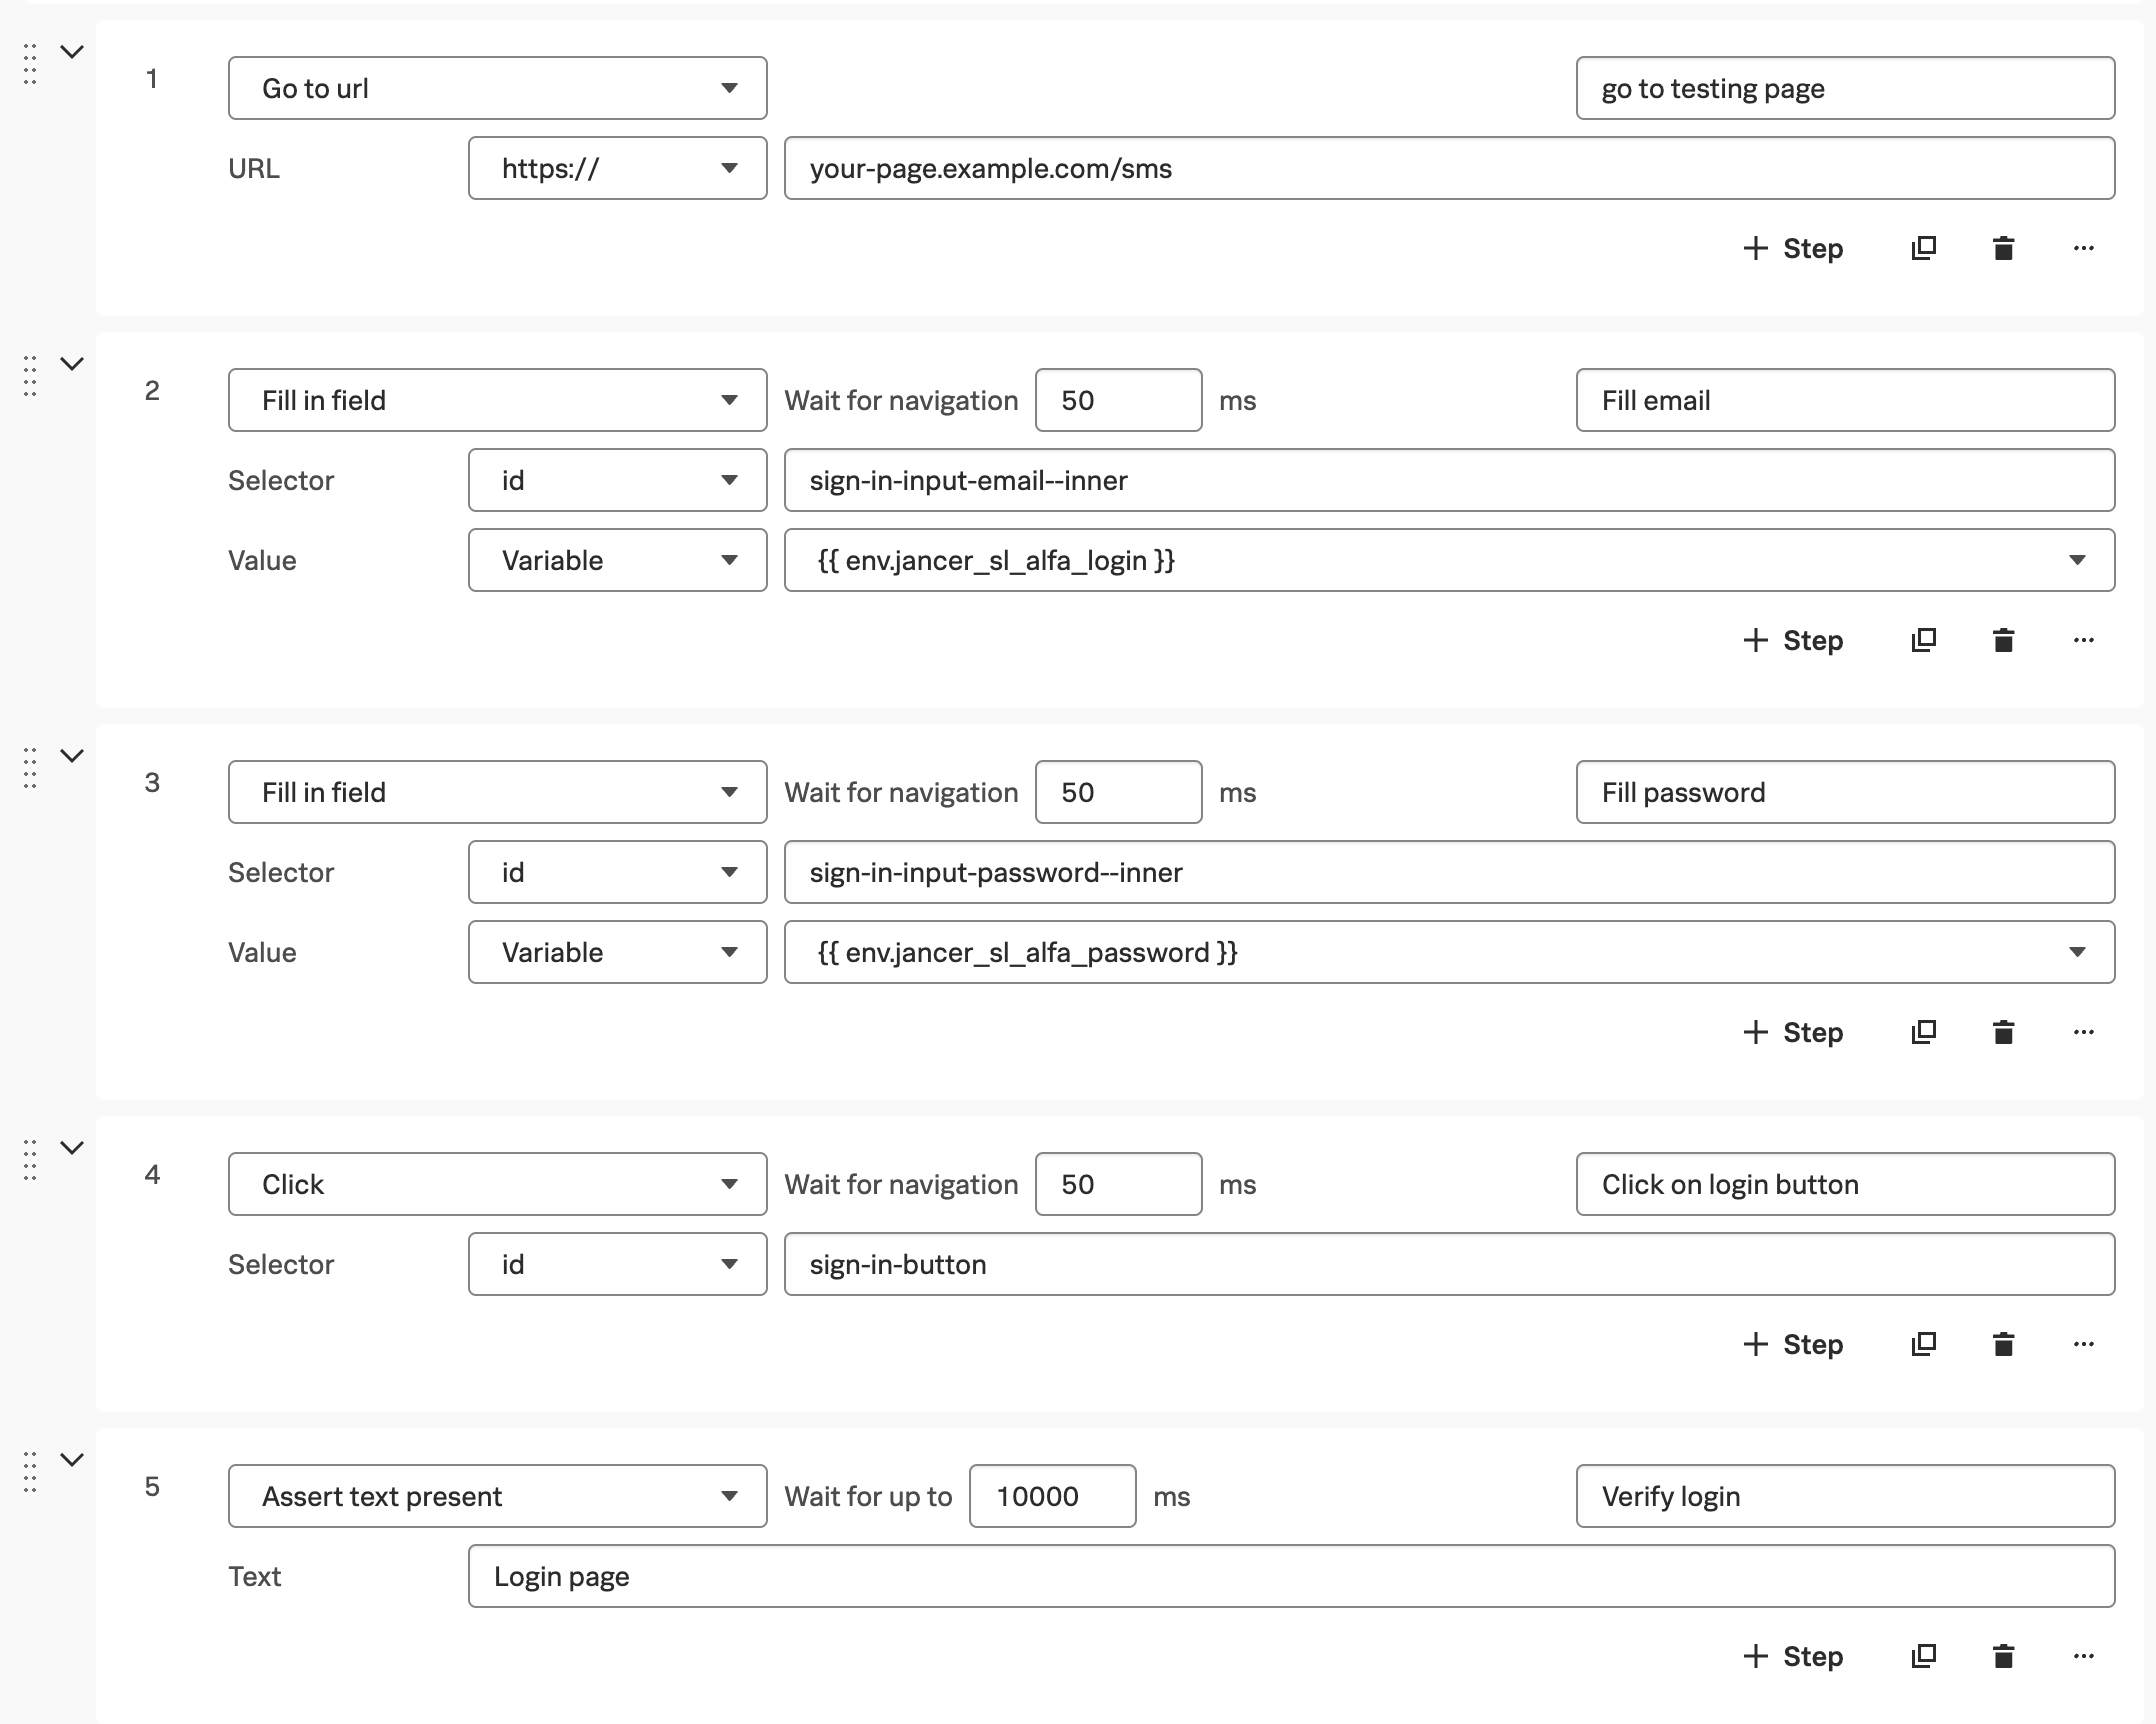 1 Go to url go to testing page
URL https:// your-page.example.com/sms
+ Step ...
2 Fill in field Wait for navigation 50 ms Fill email
Selector id sign-in-input-email--inner
Value Variable {{ env.jancer_sl_alfa_login }}
+ Step ...
3 Fill in field Wait for navigation 50 ms Fill password
Selector id sign-in-input-password--inner
Value Variable {{ env.jancer_sl_alfa_password }}
+ Step ...
4 Click Wait for navigation 50 ms Click on login button
Selector id sign-in-button
+ Step ...
5 Assert text present Wait for up to 10000 ms Verify login
Text Login page
+ Step ...